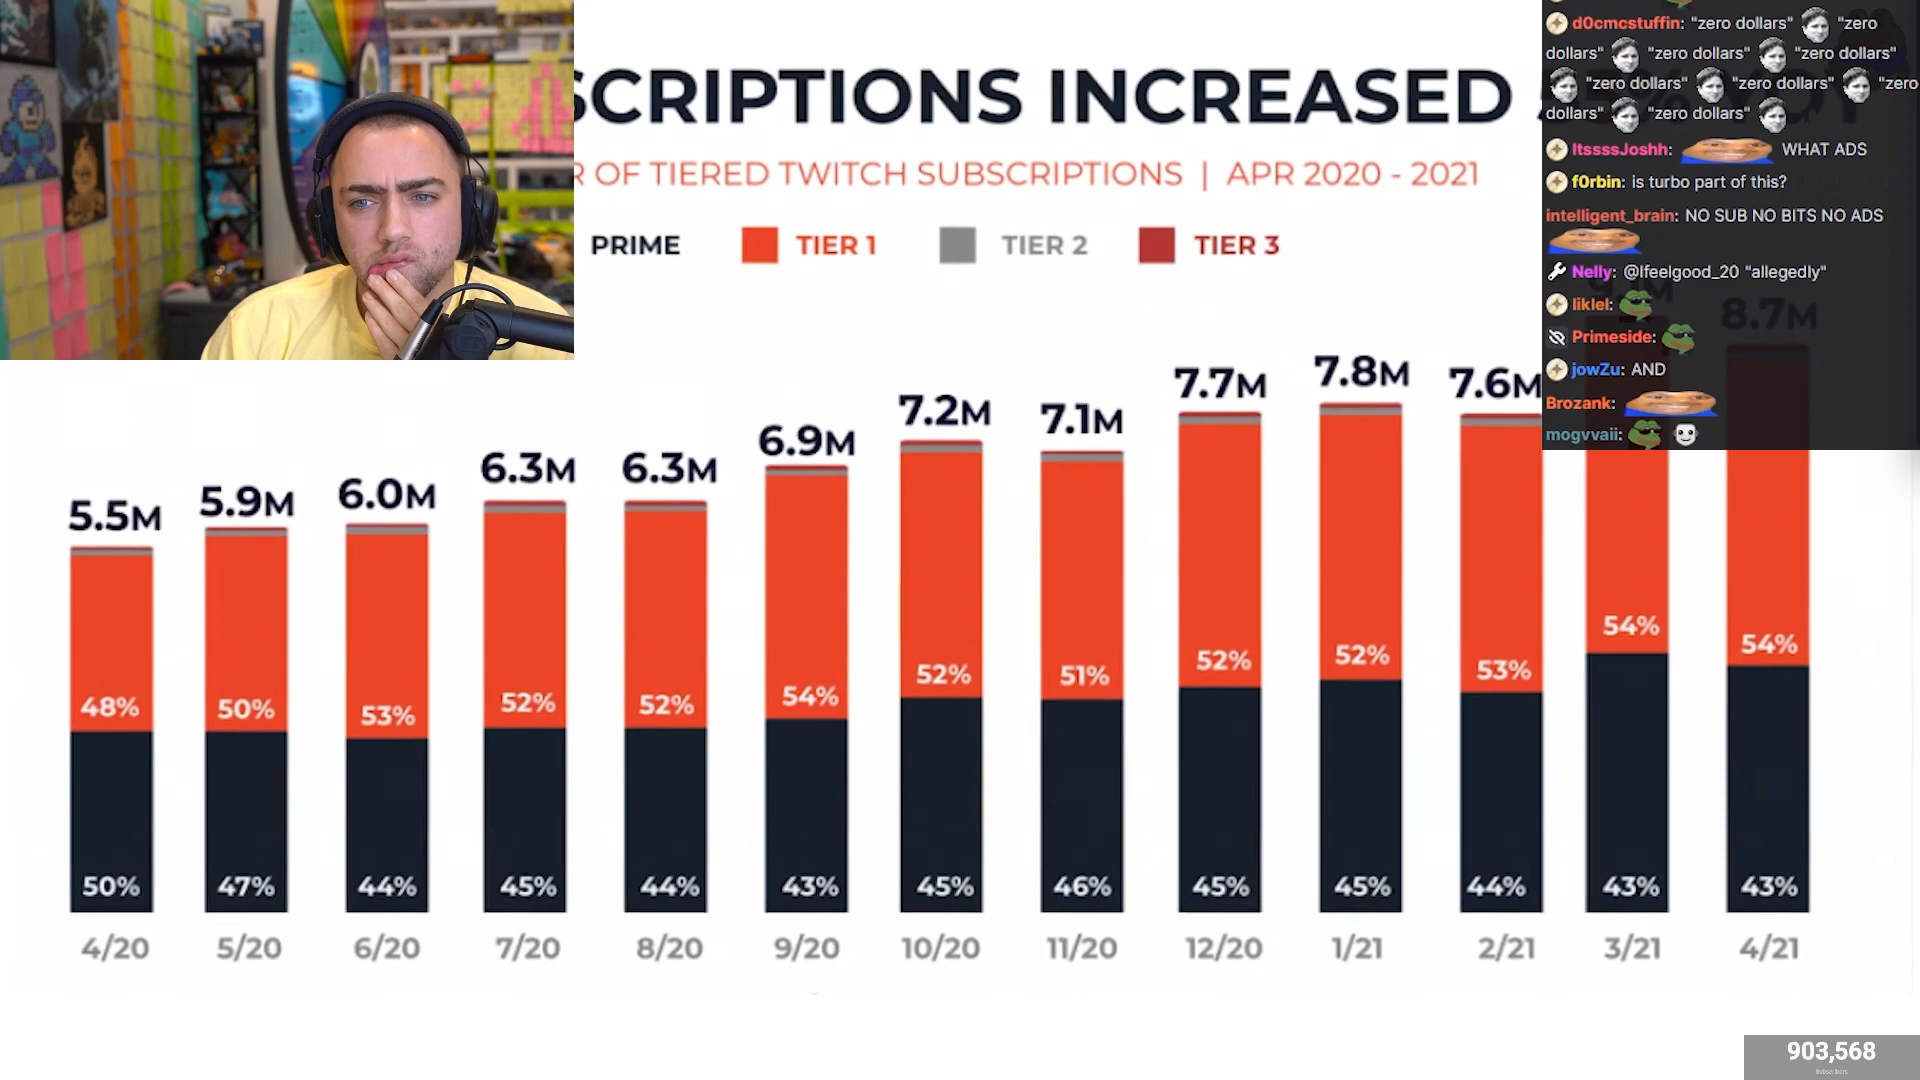 SCRIPTIONS INCREASED
R OF TIERED TWITCH SUBSCRIPTIONS | APR 2020 - 2021
PRIME TIER 1 TIER 2 TIER 3
5.5M 5.9M 6.0M 6.3M 6.3M 6.9M 7.2M 7.1M 7.7M 7.8M 7.6M 8.7M
48% 50% 53% 52% 52% 54% 52% 51% 52% 52% 53% 54% 54%
50% 47% 44% 45% 44% 43% 45% 46% 45% 45% 44% 43% 43%
4/20 5/20 6/20 7/20 8/20 9/20 10/20 11/20 12/20 1/21 2/21 3/21 4/21
d0cmcstuffin: "zero dollars" "zero
dollars" "zero dollars" "zero dollars"
"zero dollars" "zero dollars" "zero
dollars" "zero dollars"
ItssssJoshh: WHAT ADS
f0rbin: is turbo part of this?
intelligent_brain: NO SUB NO BITS NO ADS
Nelly: @Ifeelgood_20 "allegedly"
liklel:
Primeside:
jowZu: AND
Brozank:
mogvvaii:
903,568
Subscribers